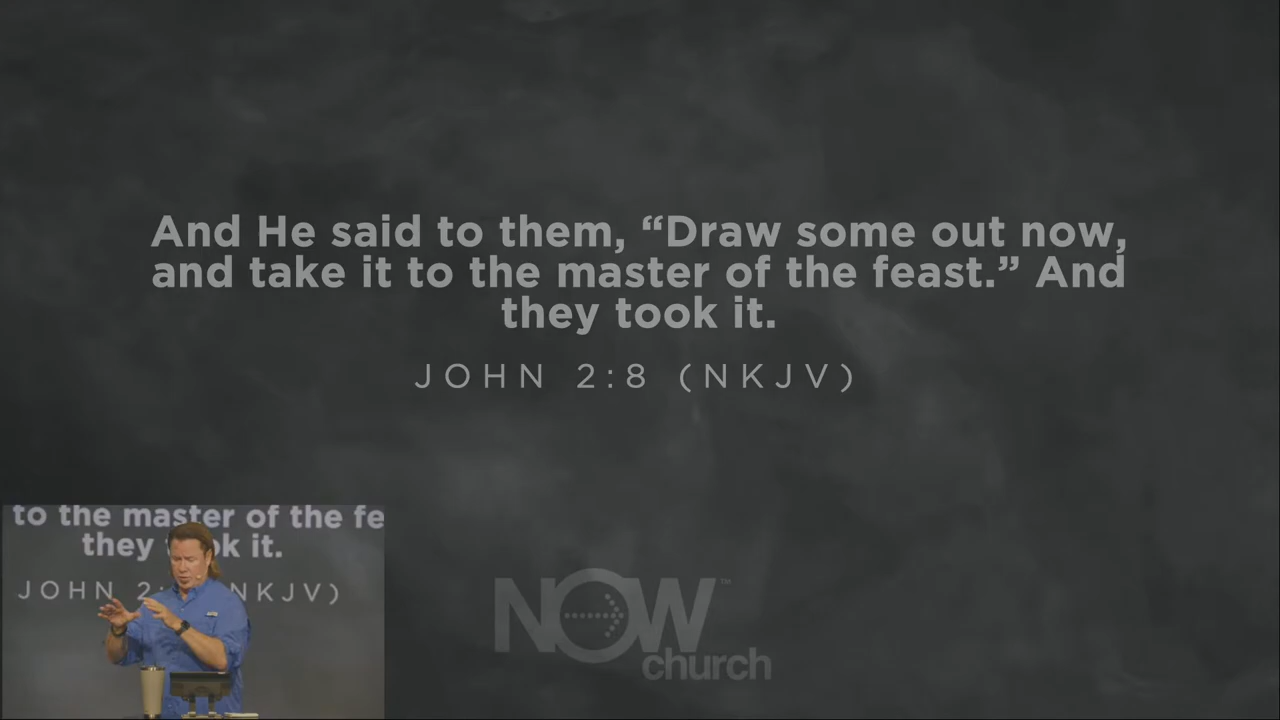 And He said to them, “Draw some out now,
and take it to the master of the feast.” And
they took it.
JOHN 2:8 (NKJV)
to the master of the fe
they ok it.
JOHN 2: NKJV)
NOW™
church